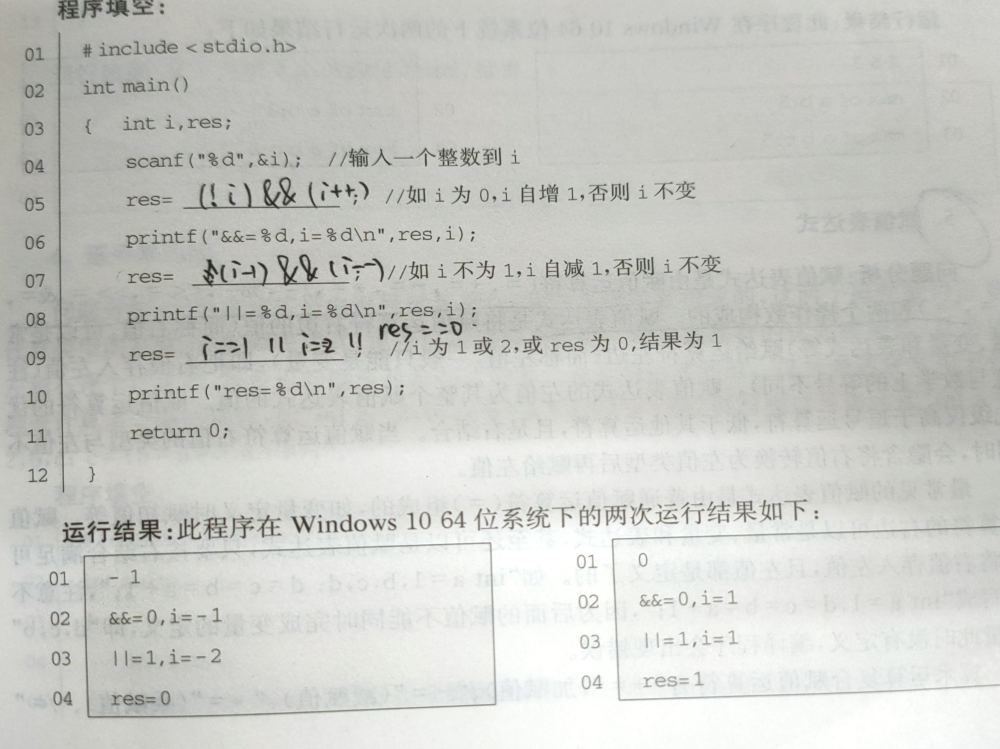 程序填空：
01 # include < stdio.h>
02 int main()
03 { int i,res;
04 scanf("%d",&i); //输入一个整数到 i
05 res= (!i) && (i++) ; //如 i 为 0,i 自增 1,否则 i 不变
06 printf("&&=%d,i=%d\n",res,i);
07 res= (i-1) && (i--) ; //如 i 不为 1,i 自减 1,否则 i 不变
08 printf("||=%d,i=%d\n",res,i);
res==0
09 res= i==1 || i==2 || ; //i 为 1 或 2,或 res 为 0,结果为 1
10 printf("res=%d\n",res);
11 return 0;
12 }
运行结果:此程序在 Windows 10 64 位系统下的两次运行结果如下：
01 -1
02 &&=0,i=-1
03 ||=1,i=-2
04 res=0
01 0
02 &&=0,i=1
03 ||=1,i=1
04 res=1